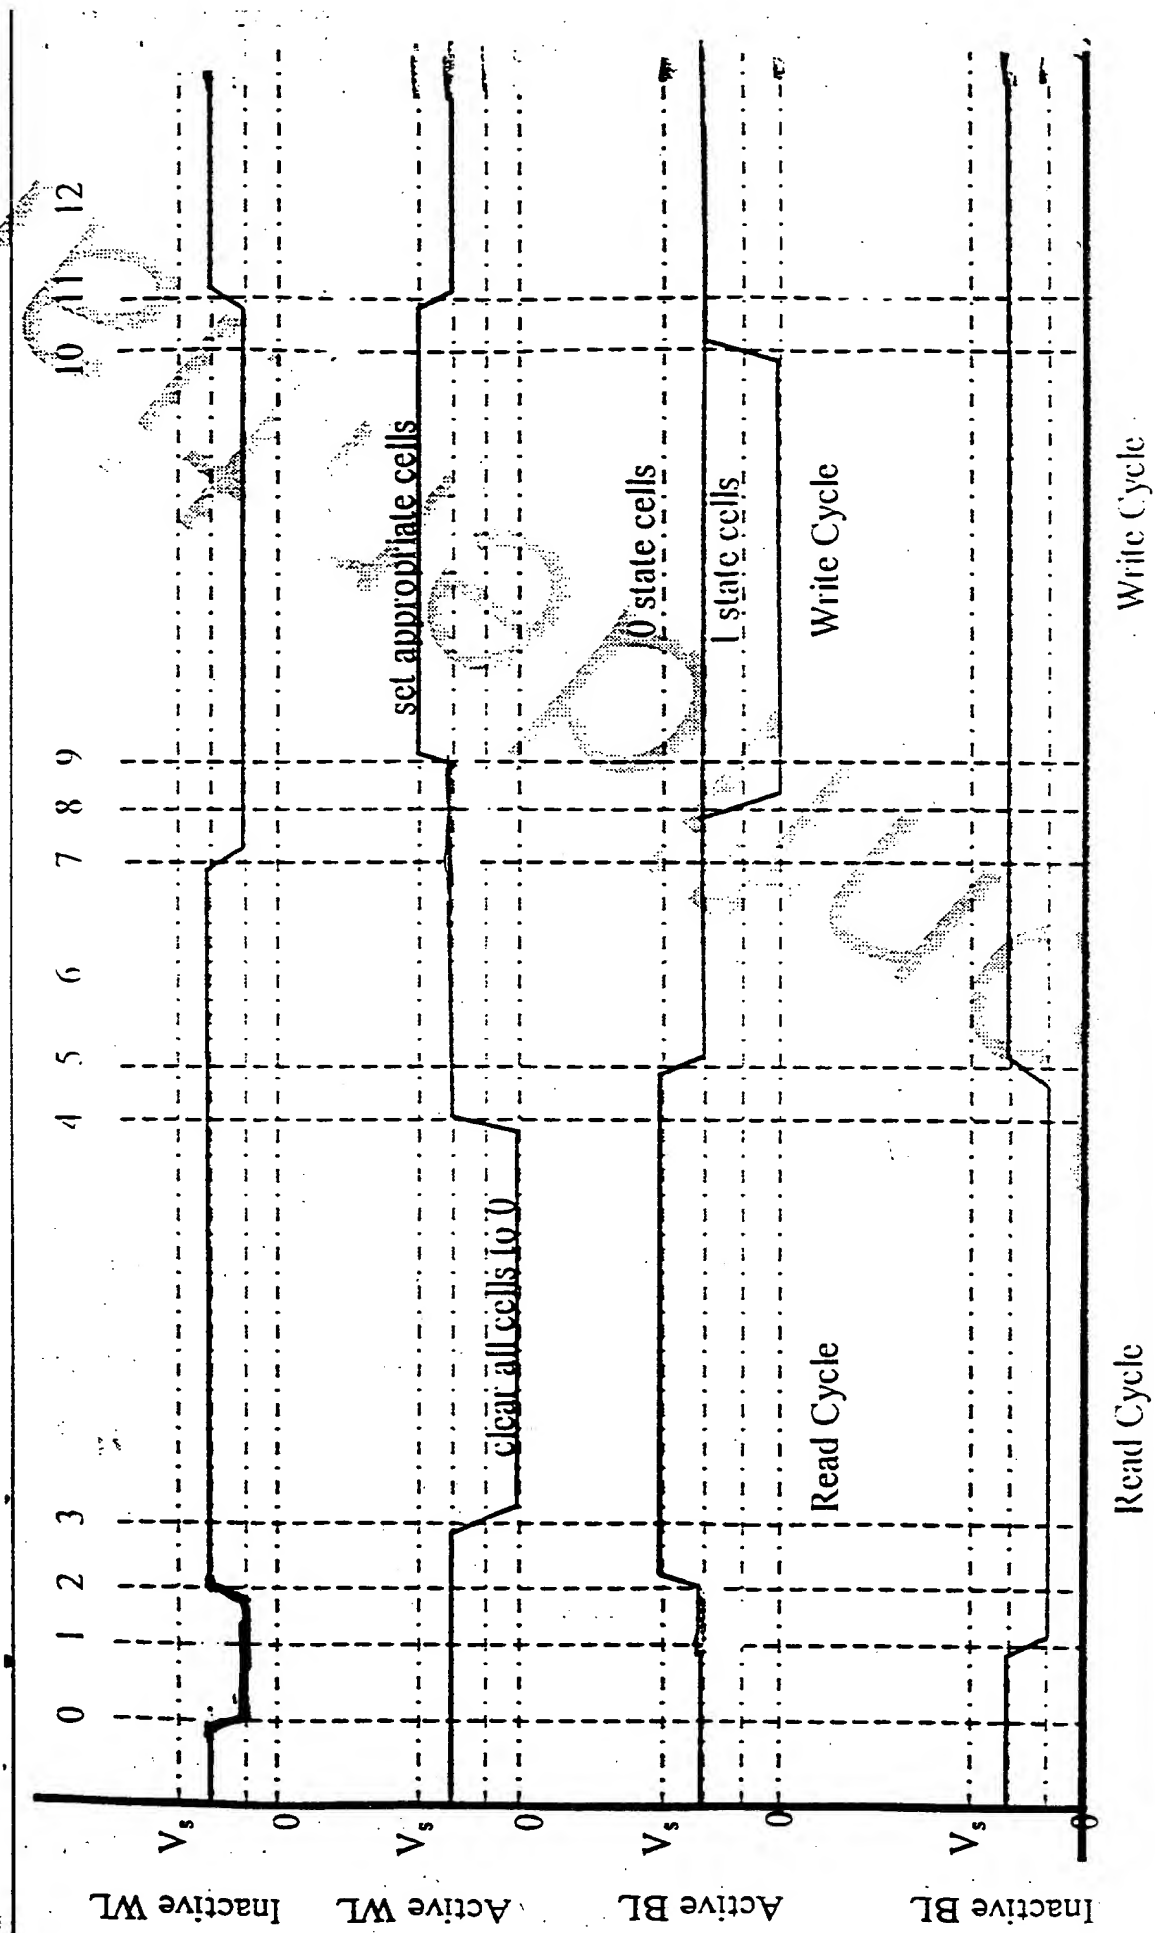 0 1 2 3 4 5 6 7 8 9 10 11 12
Inactive WL
Vs
0
Active WL
Vs
0
clear all cells to 0
set appropriate cells
Active BL
Vs
0
0 state cells
1 state cells
Read Cycle
Write Cycle
Inactive BL
Vs
0
Read Cycle
Write Cycle